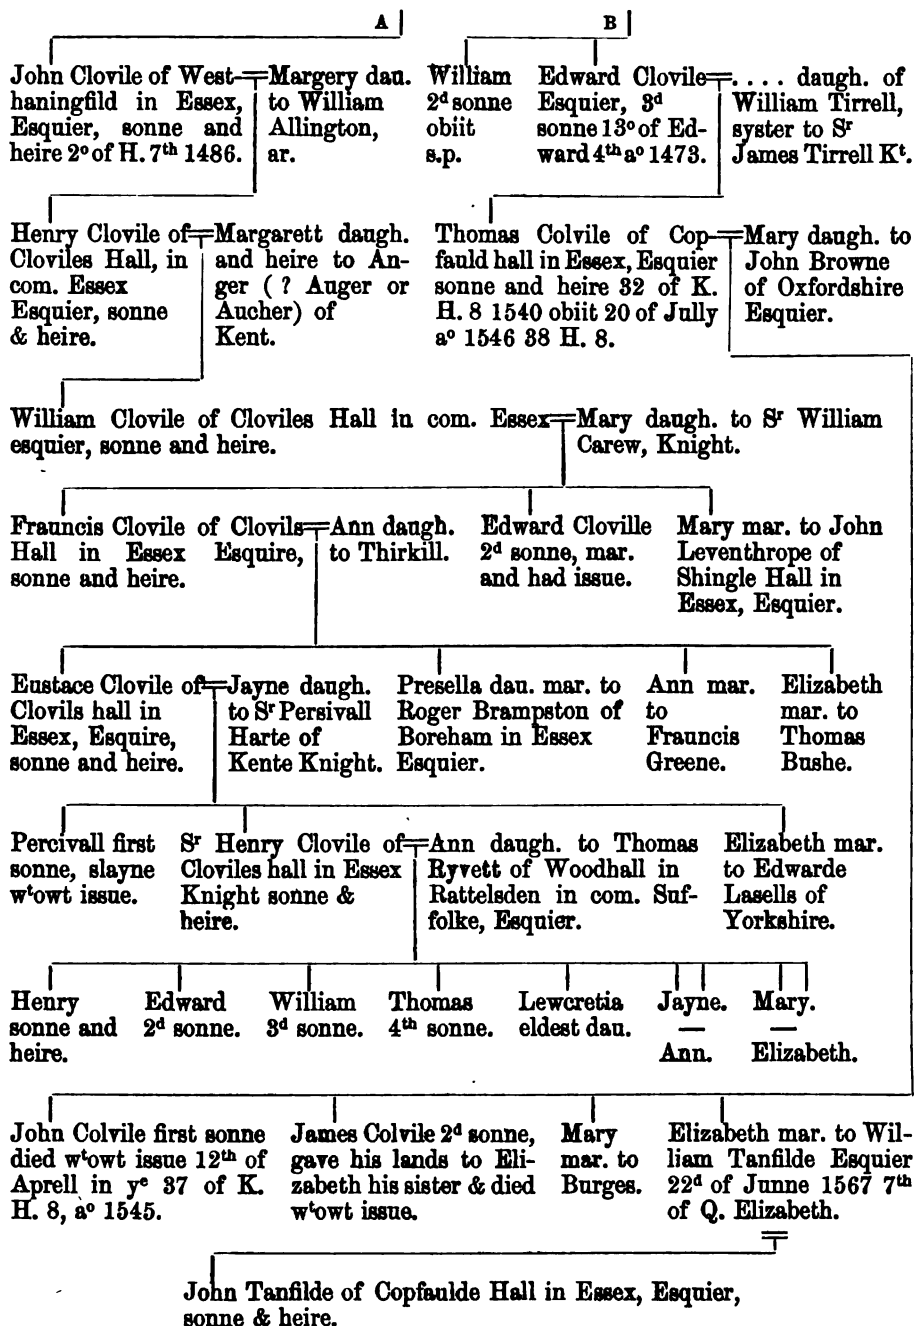 A
B
John Clovile of West-
haningfild in Essex,
Esquier, sonne and
heire 2º of H. 7th 1486.
Margery dau.
to William
Allington,
ar.
William
2d sonne
obiit
s.p.
Edward Clovile
Esquier, 3d
sonne 13º of Ed-
ward 4th aº 1473.
.... daugh. of
William Tirrell,
syster to Sr
James Tirrell Kt.
Henry Clovile of
Cloviles Hall, in
com. Essex
Esquier, sonne
& heire.
Margarett daugh.
and heire to An-
ger (? Auger or
Aucher) of
Kent.
Thomas Colvile of Cop-
fauld hall in Essex, Esquier
sonne and heire 32 of K.
H. 8 1540 obiit 20 of Jully
aº 1546 38 H. 8.
Mary daugh. to
John Browne
of Oxfordshire
Esquier.
William Clovile of Cloviles Hall in com. Essex
esquier, sonne and heire.
Mary daugh. to Sr William
Carew, Knight.
Frauncis Clovile of Clovils
Hall in Essex Esquire,
sonne and heire.
Ann daugh.
to Thirkill.
Edward Cloville
2d sonne, mar.
and had issue.
Mary mar. to John
Leventhrope of
Shingle Hall in
Essex, Esquier.
Eustace Clovile of
Clovils hall in
Essex, Esquire,
sonne and heire.
Jayne daugh.
to Sr Persivall
Harte of
Kente Knight.
Presella dau. mar. to
Roger Brampston of
Boreham in Essex
Esquier.
Ann mar.
to
Frauncis
Greene.
Elizabeth
mar. to
Thomas
Bushe.
Percivall first
sonne, slayne
wtowt issue.
Sr Henry Clovile of
Cloviles hall in Essex
Knight sonne &
heire.
Ann daugh. to Thomas
Ryvett of Woodhall in
Rattelsden in com. Suf-
folke, Esquier.
Elizabeth mar.
to Edwarde
Lasells of
Yorkshire.
Henry
sonne and
heire.
Edward
2d sonne.
William
3d sonne.
Thomas
4th sonne.
Lewcretia
eldest dau.
Jayne.
—
Ann.
Mary.
—
Elizabeth.
John Colvile first sonne
died wtowt issue 12th of
Aprell in ye 37 of K.
H. 8, aº 1545.
James Colvile 2d sonne,
gave his lands to Eli-
zabeth his sister & died
wtowt issue.
Mary
mar. to
Burges.
Elizabeth mar. to Wil-
liam Tanfilde Esquier
22d of Junne 1567 7th
of Q. Elizabeth.
John Tanfilde of Copfaulde Hall in Essex, Esquier,
sonne & heire.